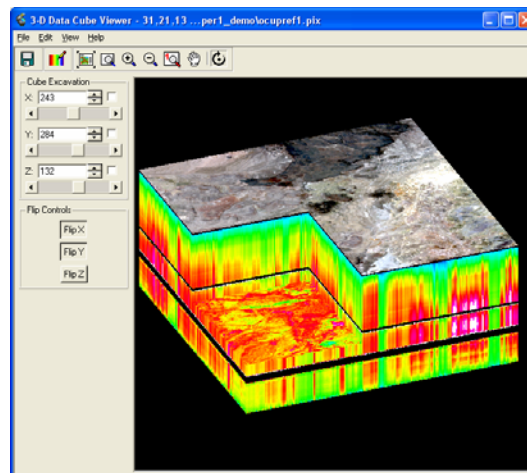 3-D Data Cube Viewer - 31,21,13 ...per1_demo\ocupref1.pix
File Edit View Help
Cube Excavation
X: 243
Y: 284
Z: 132
Flip Controls
Flip X
Flip Y
Flip Z